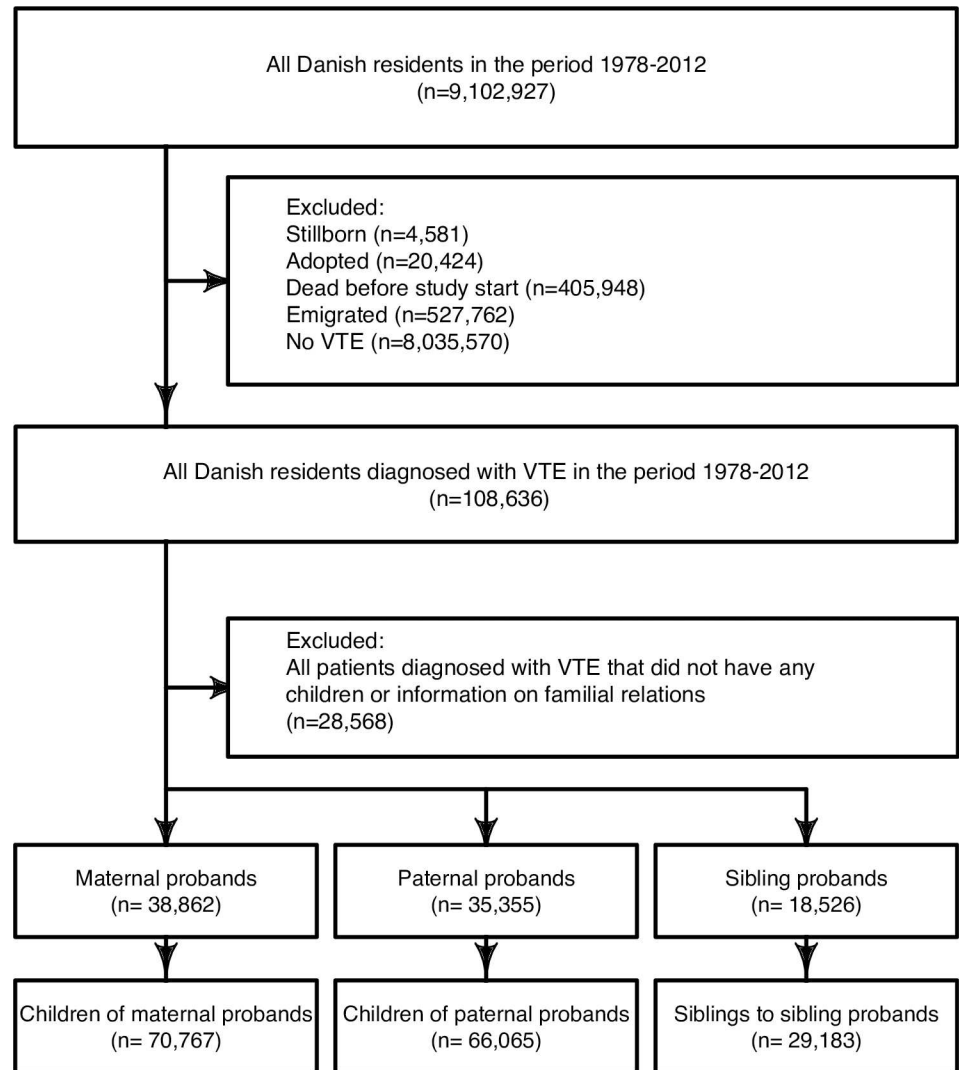 All Danish residents in the period 1978-2012
(n=9,102,927)
Excluded:
Stillborn (n=4,581)
Adopted (n=20,424)
Dead before study start (n=405,948)
Emigrated (n=527,762)
No VTE (n=8,035,570)
All Danish residents diagnosed with VTE in the period 1978-2012
(n=108,636)
Excluded:
All patients diagnosed with VTE that did not have any
children or information on familial relations
(n=28,568)
Maternal probands
(n= 38,862)
Paternal probands
(n= 35,355)
Sibling probands
(n= 18,526)
Children of maternal probands
(n= 70,767)
Children of paternal probands
(n= 66,065)
Siblings to sibling probands
(n= 29,183)